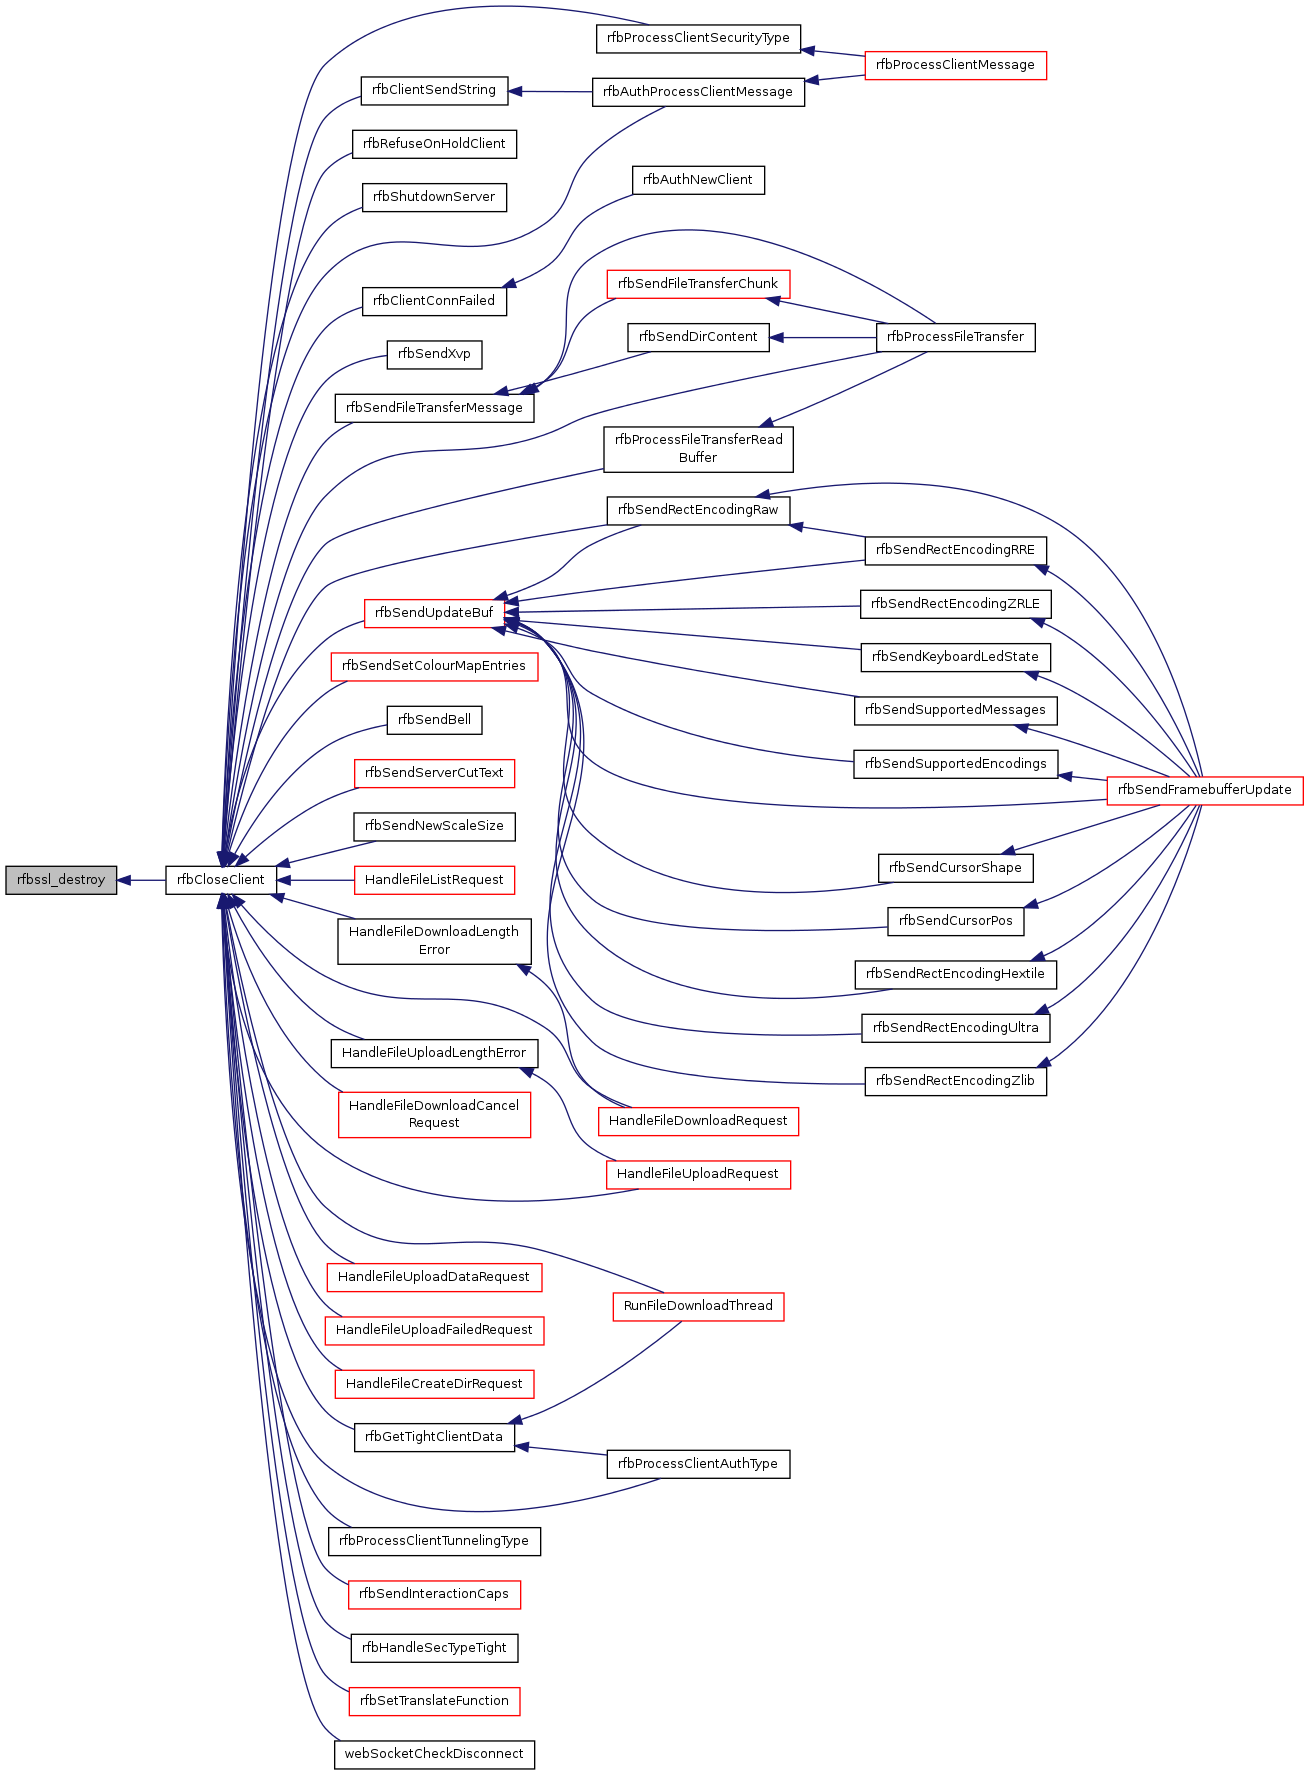 rfbProcessClientSecurityType
rfbProcessClientMessage
rfbClientSendString
rfbAuthProcessClientMessage
rfbRefuseOnHoldClient
rfbAuthNewClient
rfbShutdownServer
rfbSendFileTransferChunk
rfbClientConnFailed
rfbSendDirContent
rfbProcessFileTransfer
rfbSendXvp
rfbSendFileTransferMessage
rfbProcessFileTransferRead
Buffer
rfbSendRectEncodingRaw
rfbSendRectEncodingRRE
rfbSendRectEncodingZRLE
rfbSendUpdateBuf
rfbSendKeyboardLedState
rfbSendSetColourMapEntries
rfbSendSupportedMessages
rfbSendBell
rfbSendSupportedEncodings
rfbSendServerCutText
rfbSendFramebufferUpdate
rfbSendNewScaleSize
rfbSendCursorShape
rfbssl_destroy
rfbCloseClient
HandleFileListRequest
rfbSendCursorPos
HandleFileDownloadLength
Error
rfbSendRectEncodingHextile
rfbSendRectEncodingUltra
HandleFileUploadLengthError
rfbSendRectEncodingZlib
HandleFileDownloadCancel
Request
HandleFileDownloadRequest
HandleFileUploadRequest
HandleFileUploadDataRequest
RunFileDownloadThread
HandleFileUploadFailedRequest
HandleFileCreateDirRequest
rfbGetTightClientData
rfbProcessClientAuthType
rfbProcessClientTunnelingType
rfbSendInteractionCaps
rfbHandleSecTypeTight
rfbSetTranslateFunction
webSocketCheckDisconnect